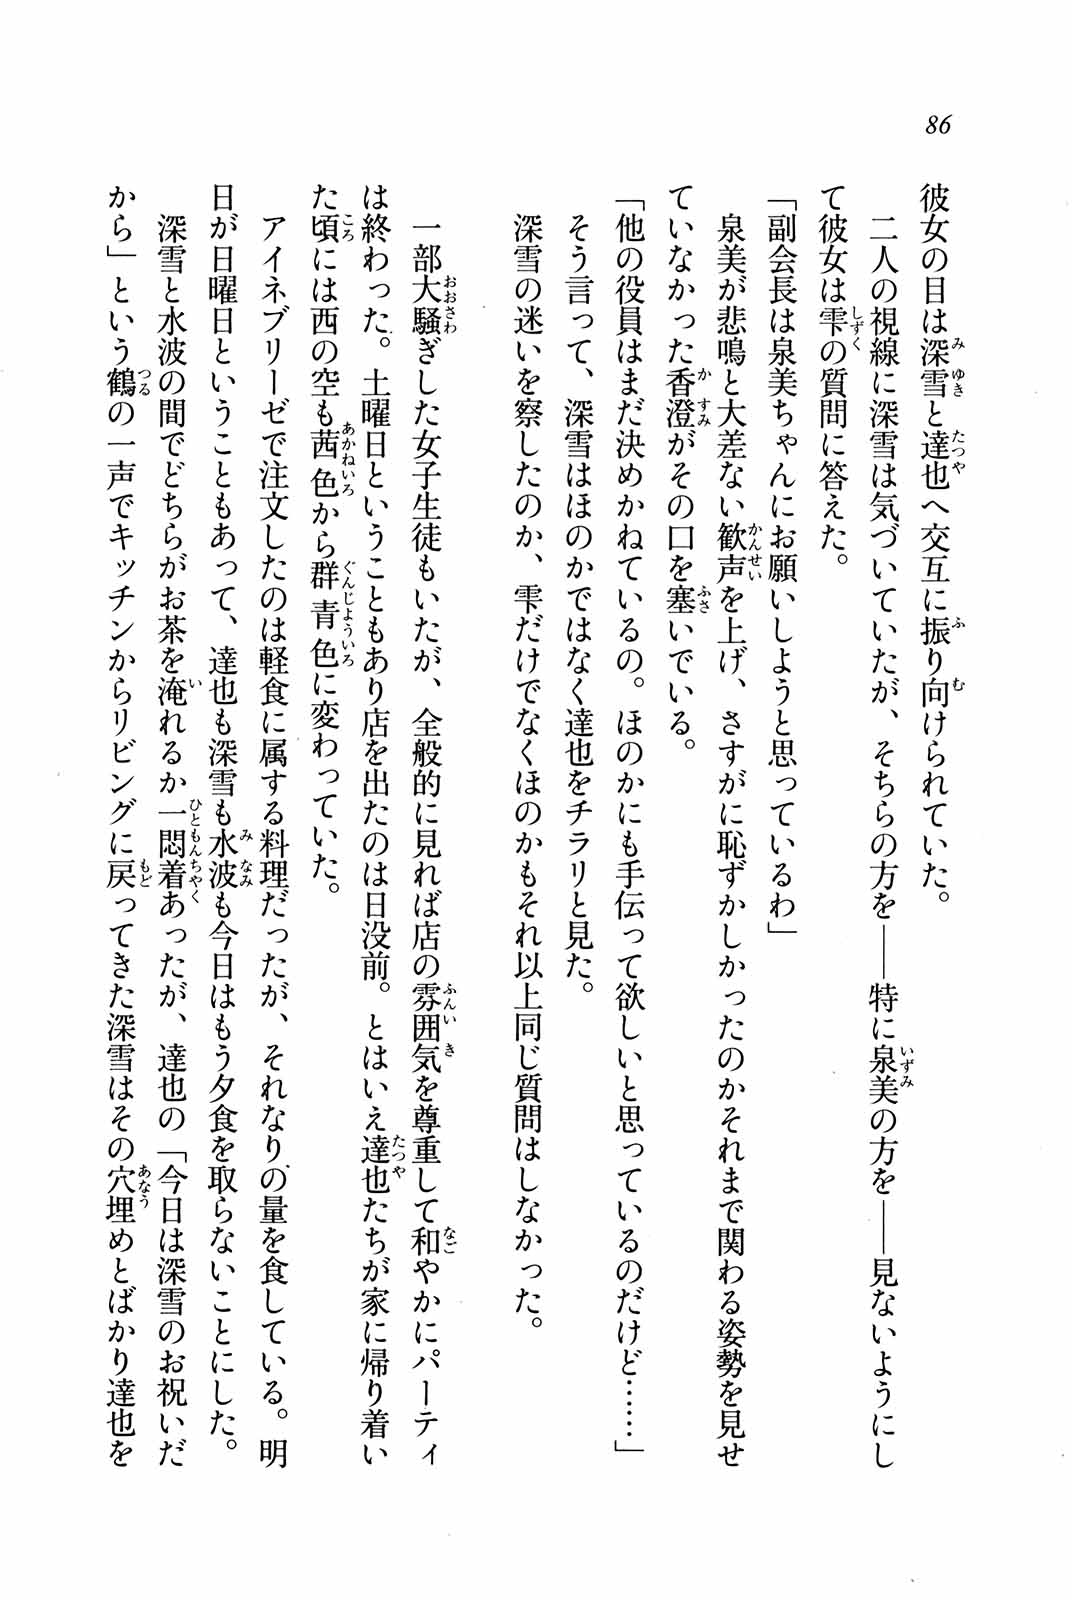 86
彼女の目は深雪と達也へ交互に振り向けられていた。
　二人の視線に深雪は気づいていたが、そちらの方を――特に泉美の方を――見ないようにし
て彼女は雫の質問に答えた。
「副会長は泉美ちゃんにお願いしようと思っているわ」
　泉美が悲鳴と大差ない歓声を上げ、さすがに恥ずかしかったのかそれまで関わる姿勢を見せ
ていなかった香澄がその口を塞いでいる。
「他の役員はまだ決めかねているの。ほのかにも手伝って欲しいと思っているのだけど……」
　そう言って、深雪はほのかではなく達也をチラリと見た。
　深雪の迷いを察したのか、雫だけでなくほのかもそれ以上同じ質問はしなかった。
　一部大騒ぎした女子生徒もいたが、全般的に見れば店の雰囲気を尊重して和やかにパーティ
は終わった。土曜日ということもあり店を出たのは日没前。とはいえ達也たちが家に帰り着い
た頃には西の空も茜色から群青色に変わっていた。
　アイネブリーゼで注文したのは軽食に属する料理だったが、それなりの量を食している。明
日が日曜日ということもあって、達也も深雪も水波も今日はもう夕食を取らないことにした。
　深雪と水波の間でどちらがお茶を淹れるか一悶着あったが、達也の「今日は深雪のお祝いだ
から」という鶴の一声でキッチンからリビングに戻ってきた深雪はその穴埋めとばかり達也を